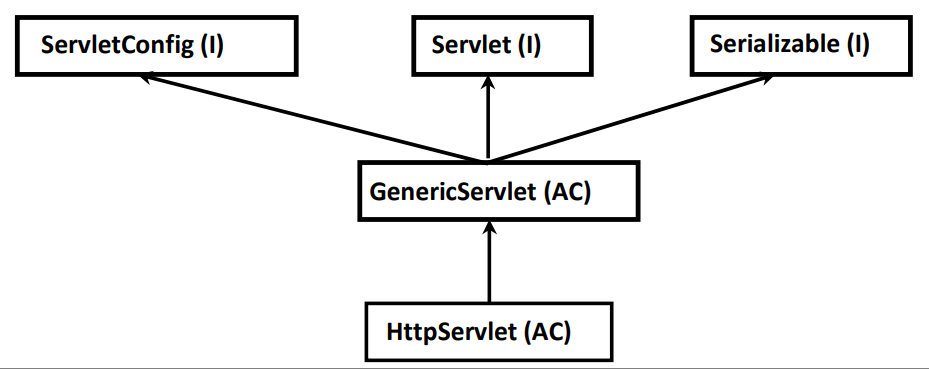 ServletConfig (I)
Servlet (I)
Serializable (I)
GenericServlet (AC)
HttpServlet (AC)